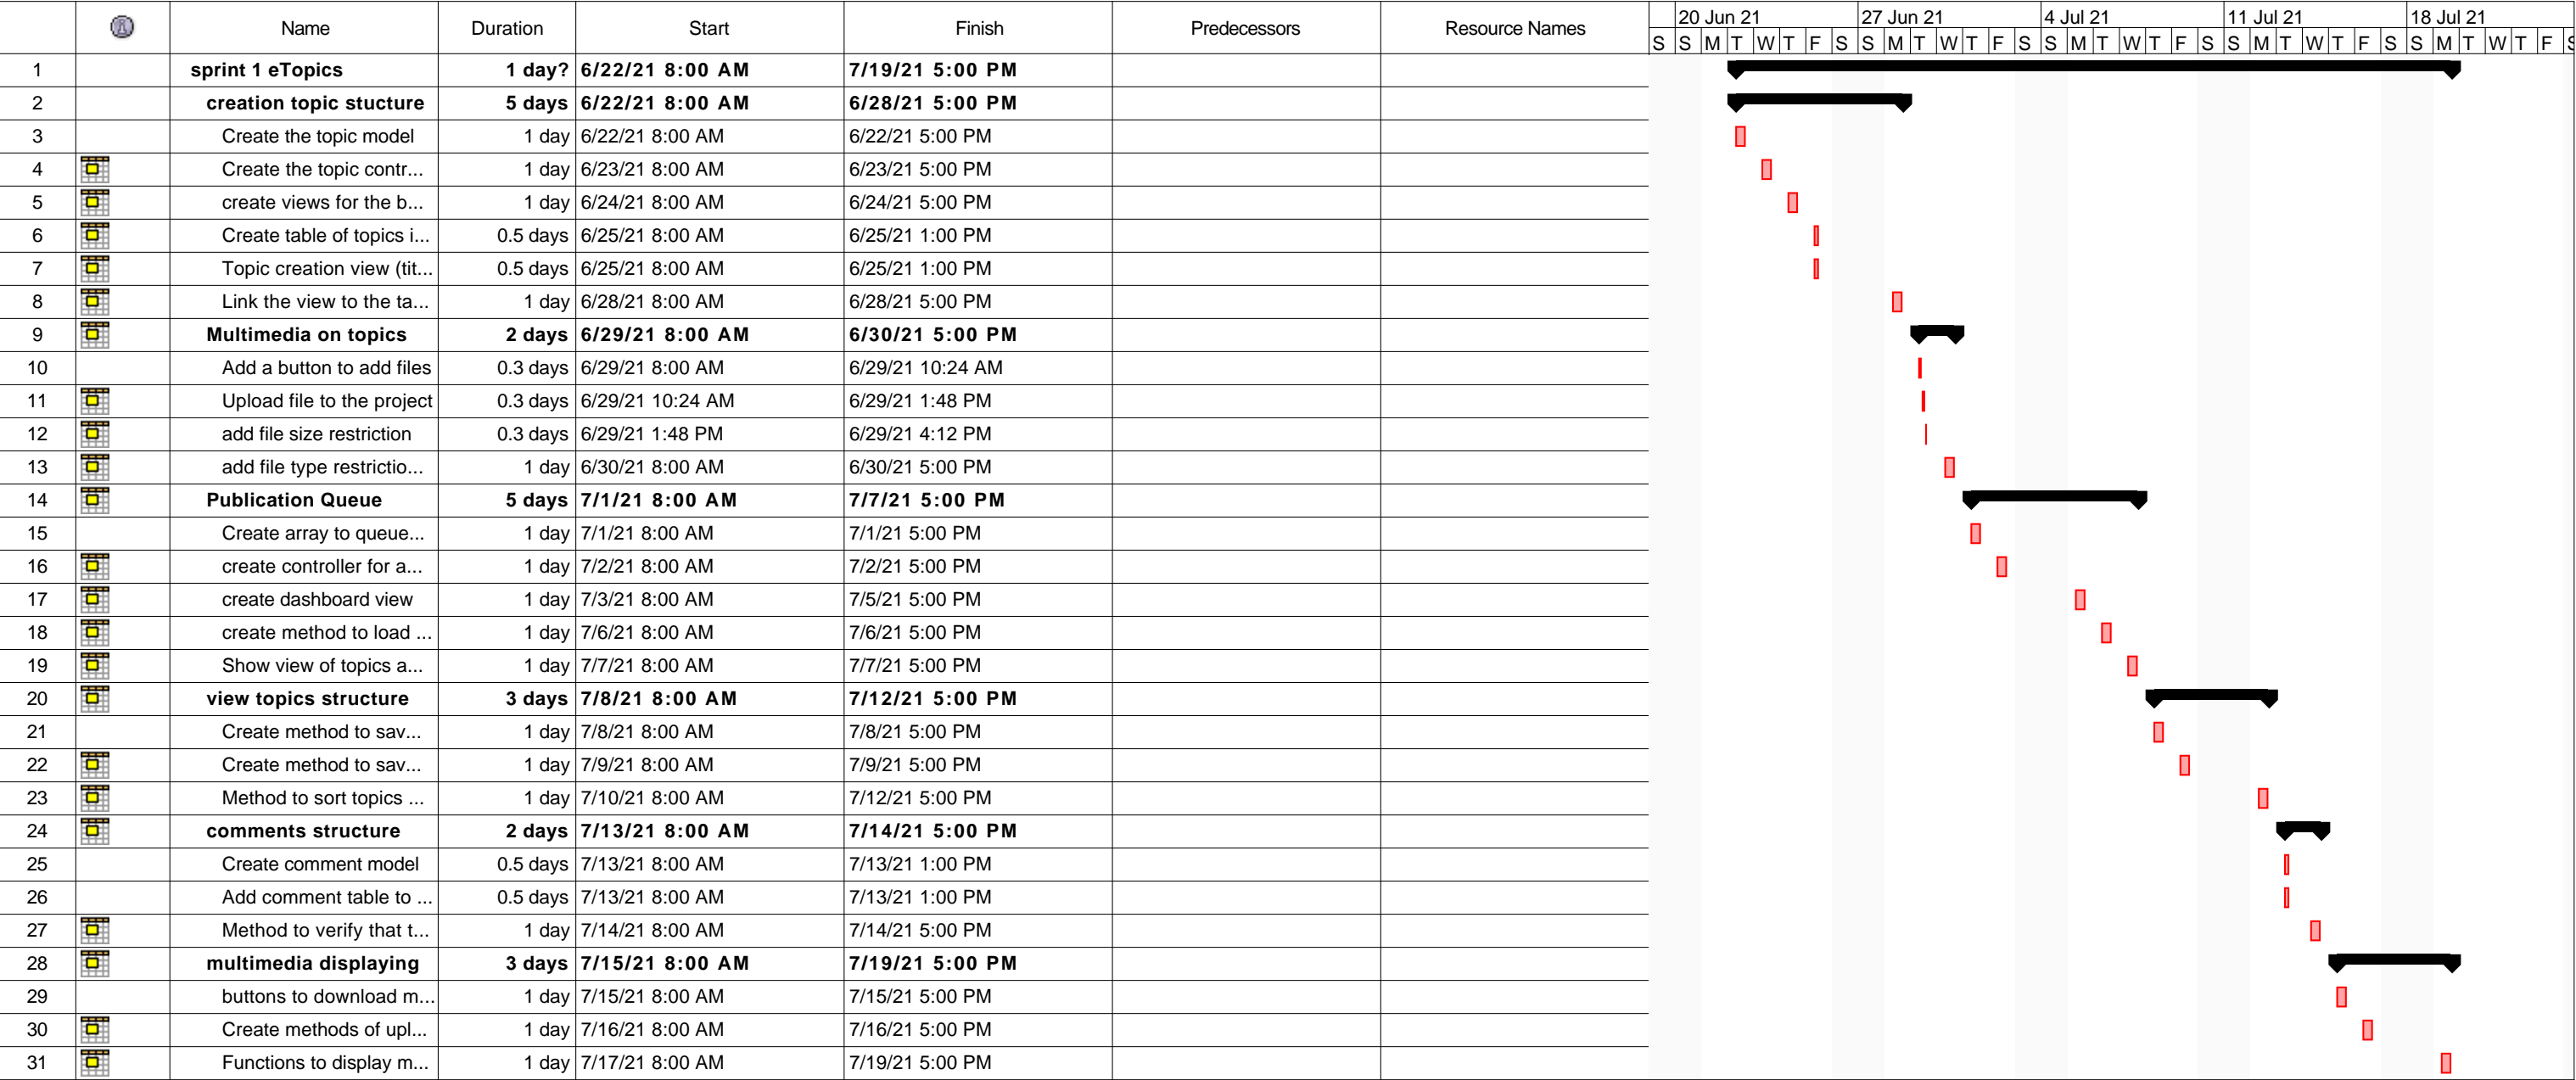 20 Jun 21 27 Jun 21 4 Jul 21 11 Jul 21 18 Jul 21
Name Duration Start Finish Predecessors Resource Names
S S M T W T F S S M T W T F S S M T W T F S S M T W T F S S M T W T F S
1 sprint 1 eTopics 1 day? 6/22/21 8:00 AM 7/19/21 5:00 PM
2 creation topic stucture 5 days 6/22/21 8:00 AM 6/28/21 5:00 PM
3 Create the topic model 1 day 6/22/21 8:00 AM 6/22/21 5:00 PM
4 Create the topic contr... 1 day 6/23/21 8:00 AM 6/23/21 5:00 PM
5 create views for the b... 1 day 6/24/21 8:00 AM 6/24/21 5:00 PM
6 Create table of topics i... 0.5 days 6/25/21 8:00 AM 6/25/21 1:00 PM
7 Topic creation view (tit... 0.5 days 6/25/21 8:00 AM 6/25/21 1:00 PM
8 Link the view to the ta... 1 day 6/28/21 8:00 AM 6/28/21 5:00 PM
9 Multimedia on topics 2 days 6/29/21 8:00 AM 6/30/21 5:00 PM
10 Add a button to add files 0.3 days 6/29/21 8:00 AM 6/29/21 10:24 AM
11 Upload file to the project 0.3 days 6/29/21 10:24 AM 6/29/21 1:48 PM
12 add file size restriction 0.3 days 6/29/21 1:48 PM 6/29/21 4:12 PM
13 add file type restrictio... 1 day 6/30/21 8:00 AM 6/30/21 5:00 PM
14 Publication Queue 5 days 7/1/21 8:00 AM 7/7/21 5:00 PM
15 Create array to queue... 1 day 7/1/21 8:00 AM 7/1/21 5:00 PM
16 create controller for a... 1 day 7/2/21 8:00 AM 7/2/21 5:00 PM
17 create dashboard view 1 day 7/3/21 8:00 AM 7/5/21 5:00 PM
18 create method to load ... 1 day 7/6/21 8:00 AM 7/6/21 5:00 PM
19 Show view of topics a... 1 day 7/7/21 8:00 AM 7/7/21 5:00 PM
20 view topics structure 3 days 7/8/21 8:00 AM 7/12/21 5:00 PM
21 Create method to sav... 1 day 7/8/21 8:00 AM 7/8/21 5:00 PM
22 Create method to sav... 1 day 7/9/21 8:00 AM 7/9/21 5:00 PM
23 Method to sort topics ... 1 day 7/10/21 8:00 AM 7/12/21 5:00 PM
24 comments structure 2 days 7/13/21 8:00 AM 7/14/21 5:00 PM
25 Create comment model 0.5 days 7/13/21 8:00 AM 7/13/21 1:00 PM
26 Add comment table to ... 0.5 days 7/13/21 8:00 AM 7/13/21 1:00 PM
27 Method to verify that t... 1 day 7/14/21 8:00 AM 7/14/21 5:00 PM
28 multimedia displaying 3 days 7/15/21 8:00 AM 7/19/21 5:00 PM
29 buttons to download m... 1 day 7/15/21 8:00 AM 7/15/21 5:00 PM
30 Create methods of upl... 1 day 7/16/21 8:00 AM 7/16/21 5:00 PM
31 Functions to display m... 1 day 7/17/21 8:00 AM 7/19/21 5:00 PM